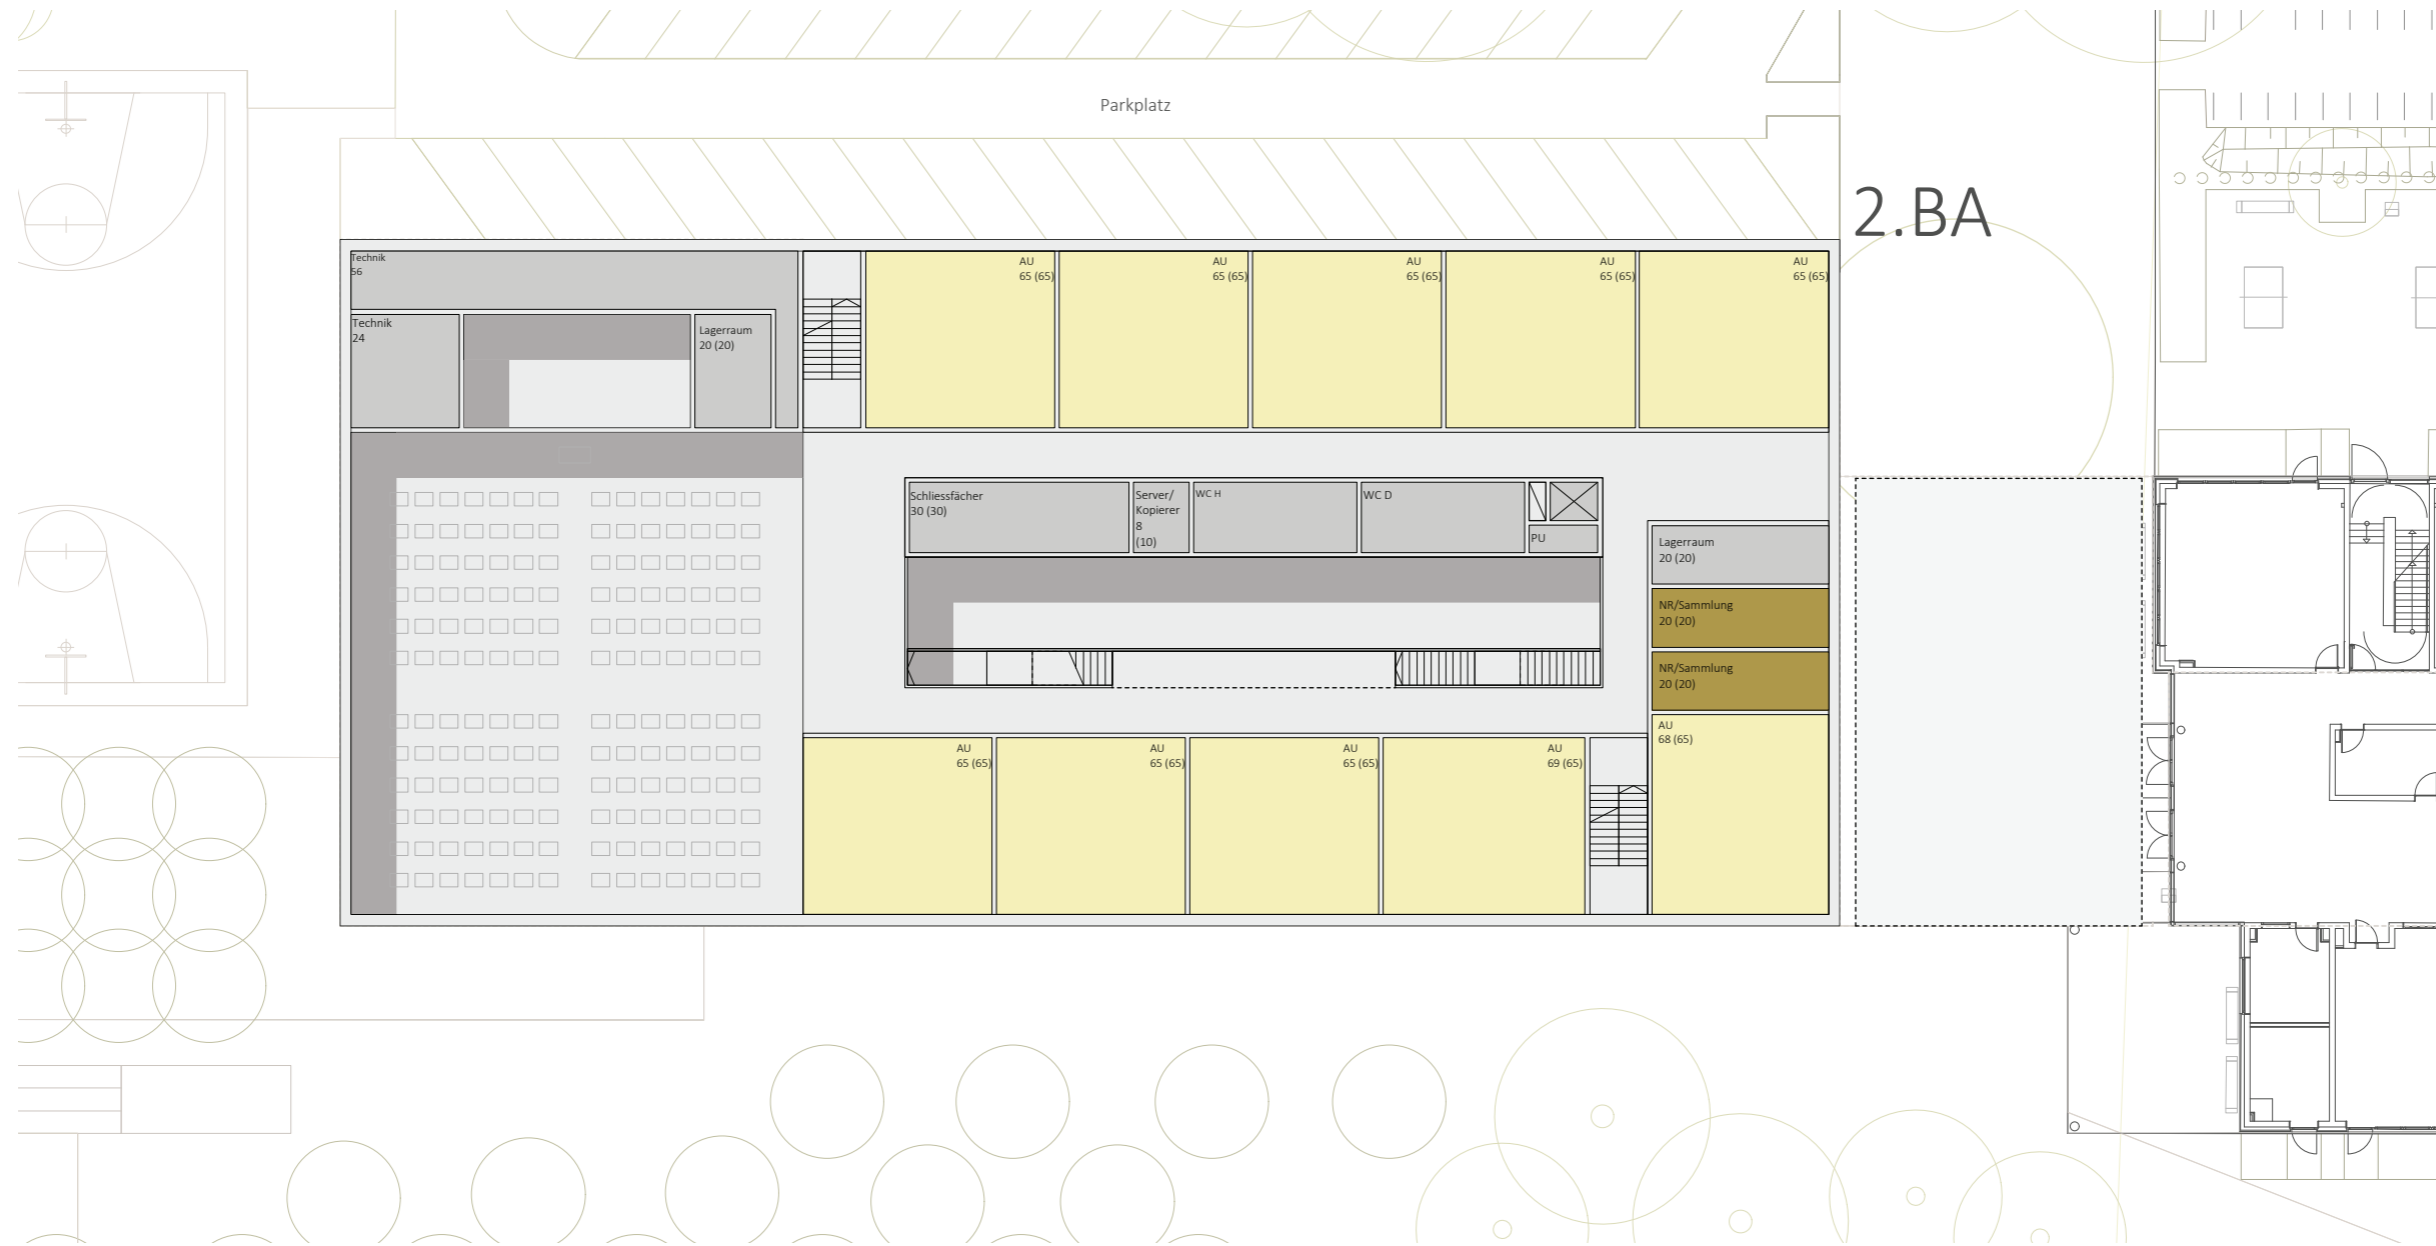 Parkplatz
2.BA
Technik
56
AU
65 (65)
AU
65 (65)
AU
65 (65)
AU
65 (65)
AU
65 (65)
Technik
24
Lagerraum
20 (20)
Schliessfächer
30 (30)
Server/
Kopierer
8
(10)
WC H
WC D
PU
Lagerraum
20 (20)
NR/Sammlung
20 (20)
NR/Sammlung
20 (20)
AU
68 (65)
AU
65 (65)
AU
65 (65)
AU
65 (65)
AU
69 (65)